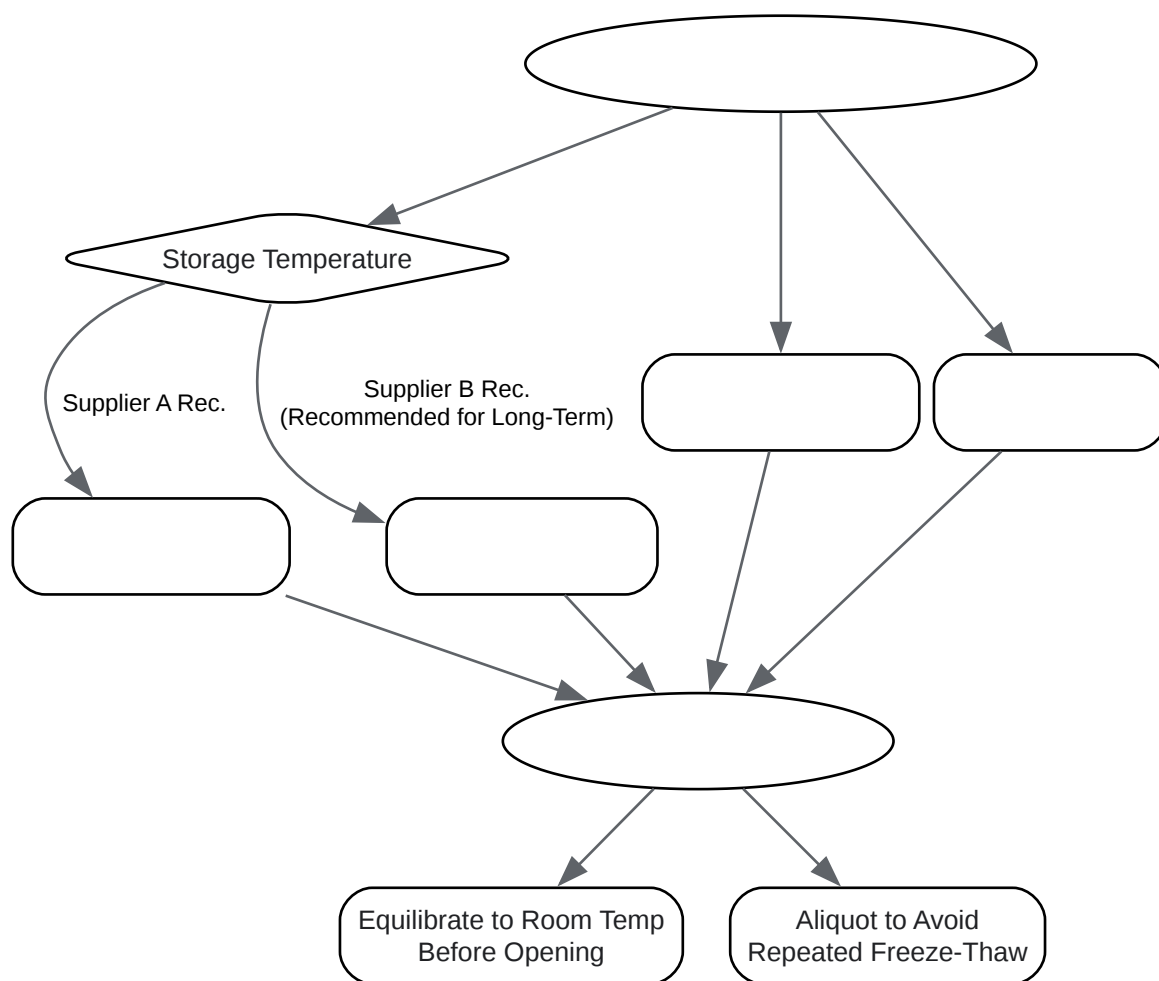 Storage Temperature
Supplier A Rec.
Supplier B Rec.
(Recommended for Long-Term)
Equilibrate to Room Temp
Before Opening
Aliquot to Avoid
Repeated Freeze-Thaw